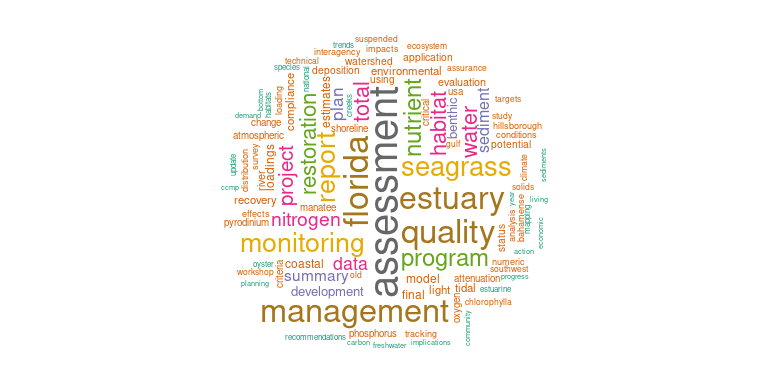 suspended
trends
ecosystem
interagency
impacts
technical
watershed
application
species
deposition
environmental
assurance
national
using
evaluation
compliance
estimates
plan
total
nutrient
critical
habitat
usa
benthic
sediment
targets
bottom
habitats
loading
creeks
demand
change
restoration
shoreline
water
study
hillsborough
conditions
atmospheric
report
florida
assessment
gulf
potential
update
distribution
survey
river
loadings
project
seagrass
climate
sediments
ccmp
recovery
manatee
estuary
solids
year
living
effects
pyrodinium
nitrogen
quality
status
analysis
bahamense
mapping
economic
monitoring
program
action
oyster
workshop
criteria
coastal
data
numeric
southwest
planning
summary
old
model
attenuation
progress
development
final
light
tidal
estuarine
management
oxygen
chlorophylla
recommendations
phosphorus
tracking
community
carbon
freshwater
implications